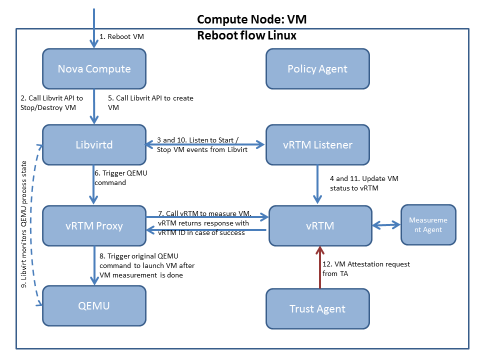 Compute Node: VM
Reboot flow Linux
1. Reboot VM
Nova Compute
Policy Agent
2. Call Libvrit API to
Stop/Destroy VM
5. Call Libvrit API to create
VM
Libvirtd
3 and 10. Listen to Start /
Stop VM events from Libvirt
vRTM Listener
6. Trigger QEMU
command
4 and 11. Update VM
status to vRTM
9. Libvirt monitors QEMU process state
vRTM Proxy
7. Call vRTM to measure VM,
vRTM returns response with
vRTM ID in case of success
vRTM
Measureme
nt Agent
8. Trigger original QEMU
command to launch VM after
VM measurement is done
12. VM Attestation request
from TA
QEMU
Trust Agent